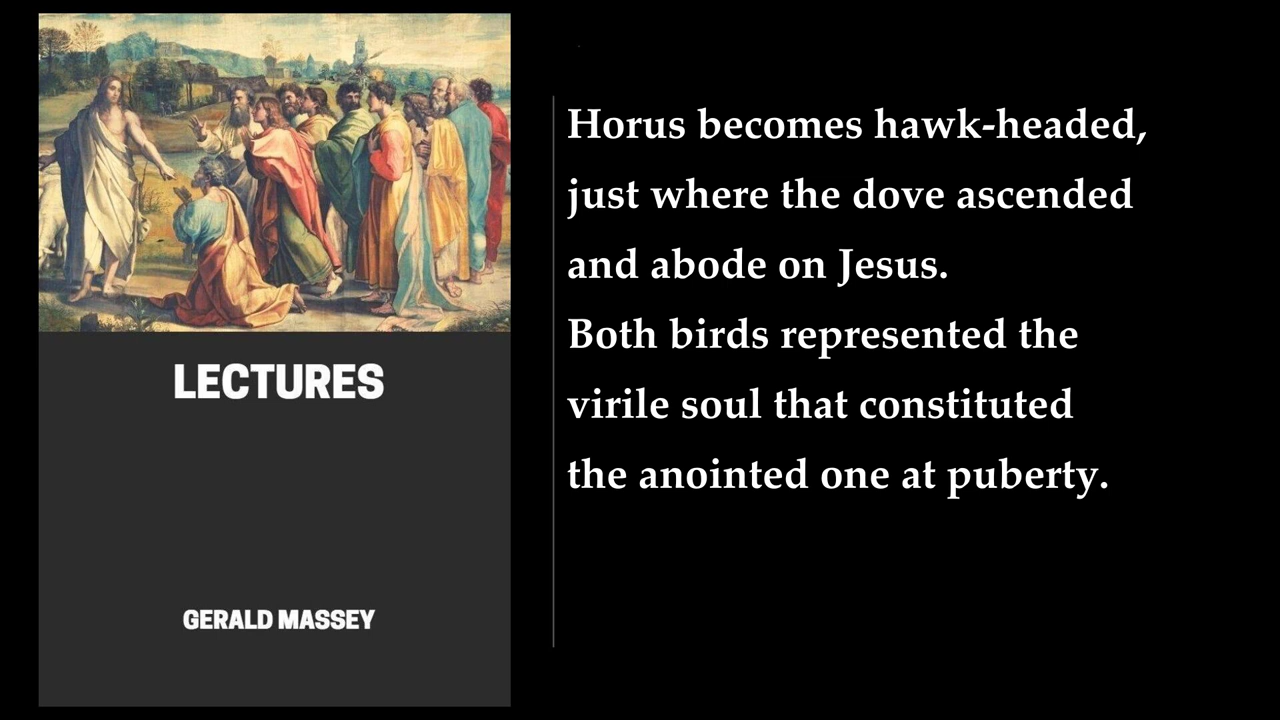 LECTURES
GERALD MASSEY
Horus becomes hawk-headed,
just where the dove ascended
and abode on Jesus.
Both birds represented the
virile soul that constituted
the anointed one at puberty.